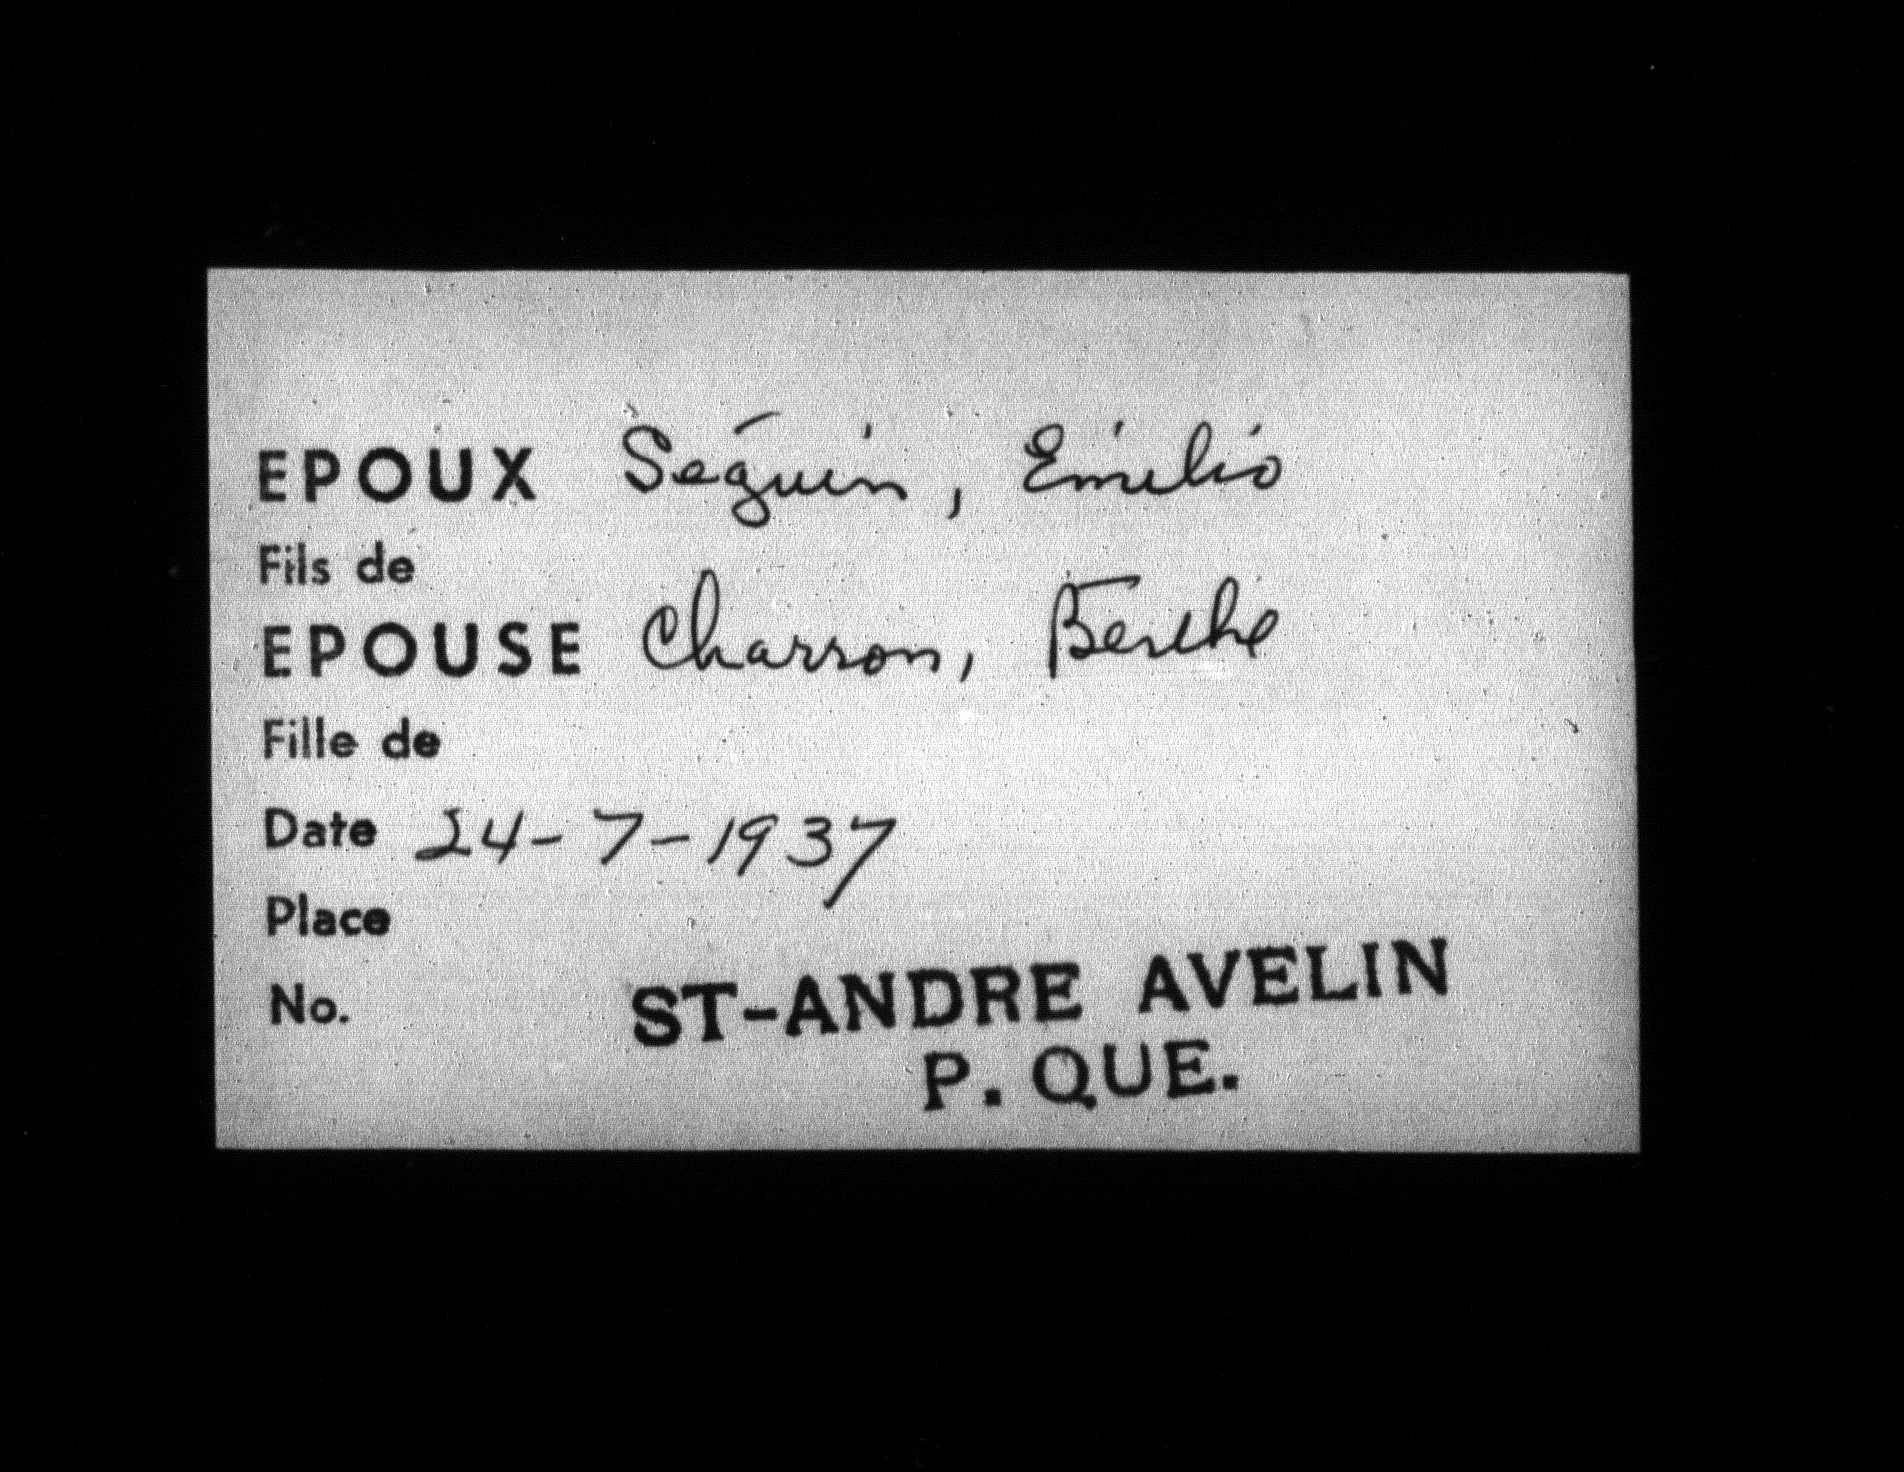 EPOUX Séguin, Emilio
Fils de
EPOUSE Charron, Berthe
Fille de
Date 24-7-1937
Place
No.
ST-ANDRE AVELIN
P. QUE.